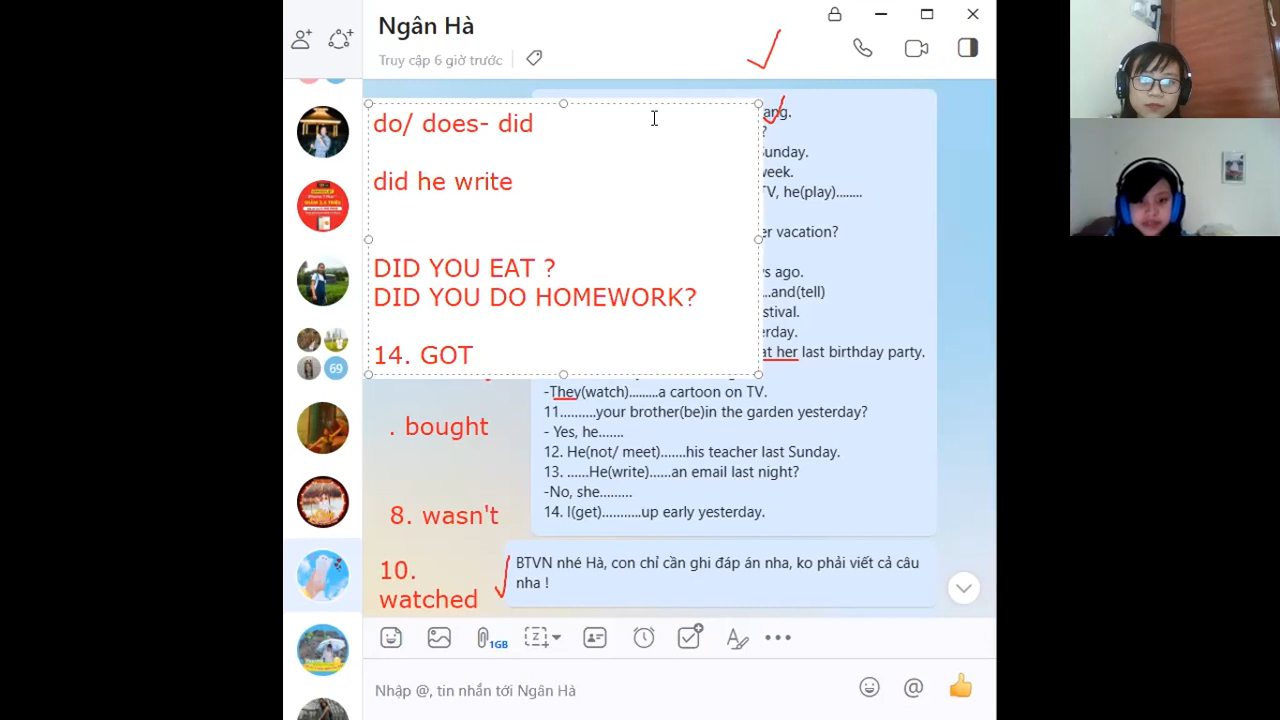 Ngân Hà
Truy cập 6 giờ trước
ang.
do/ does- did
?
Sunday.
week.
did he write
TV, he(play)........
er vacation?
DID YOU EAT ?
s ago.
DID YOU DO HOMEWORK?
...and(tell)
stival.
rday.
14. GOT
at her last birthday party.
-They(watch).........a cartoon on TV.
11..........your brother(be)in the garden yesterday?
. bought
- Yes, he.......
12. He(not/ meet).......his teacher last Sunday.
13. ......He(write)......an email last night?
-No, she.........
8. wasn't
14. I(get)...........up early yesterday.
10.
watched
BTVN nhé Hà, con chỉ cần ghi đáp án nha, ko phải viết cả câu
nha !
69
1GB
Nhập @, tin nhắn tới Ngân Hà